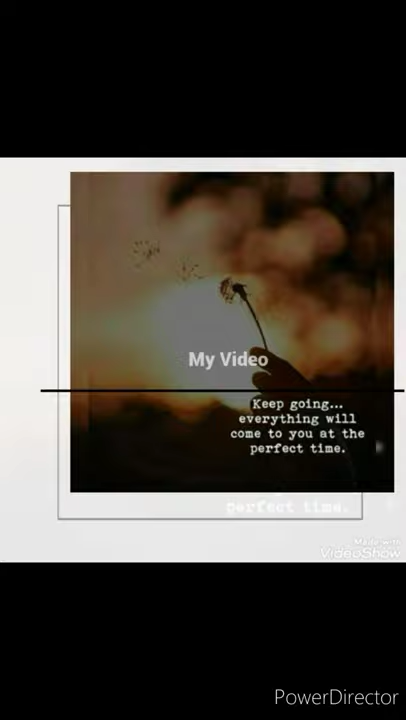 My Video
Keep going...
everything will
come to you at the
perfect time.
perfect time.
Made with
VideoShow
PowerDirector